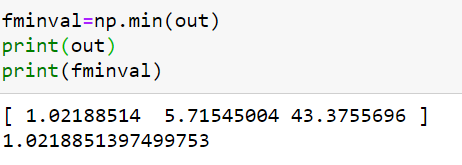 fminval=np.min(out)
print(out)
print(fminval)
[ 1.02188514  5.71545004 43.3755696 ]
1.0218851397499753